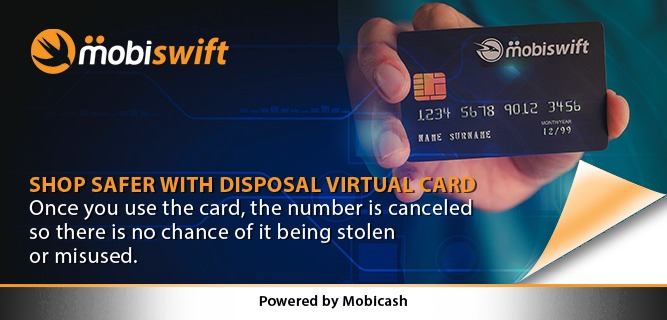 mobiswift
mobiswift
1234 5678 9012 3456
MONTH/YEAR
12/99
NAME SURNAME
SHOP SAFER WITH DISPOSAL VIRTUAL CARD
Once you use the card, the number is canceled
so there is no chance of it being stolen
or misused.
Powered by Mobicash